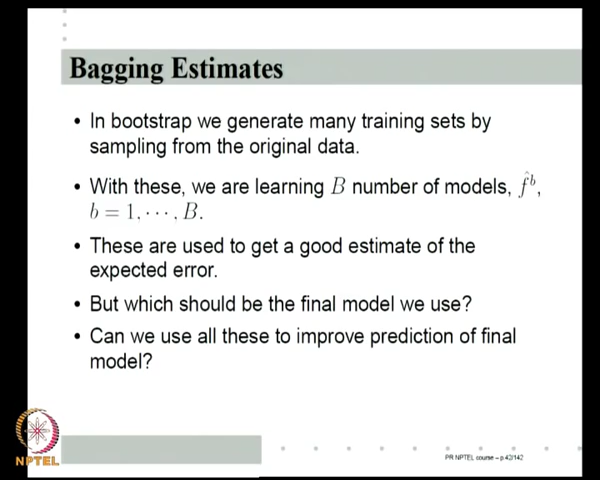 Bagging Estimates
• In bootstrap we generate many training sets by
sampling from the original data.
• With these, we are learning B number of models, f̂ᵇ,
b = 1, ⋯, B.
• These are used to get a good estimate of the
expected error.
• But which should be the final model we use?
• Can we use all these to improve prediction of final
model?
NPTEL
PR NPTEL course – p.42/142